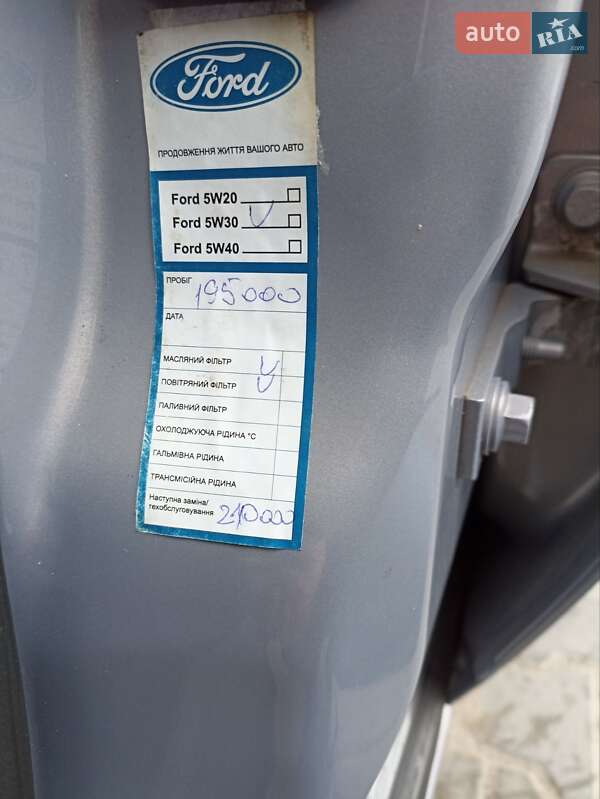 auto RIA.com
Ford
ПРОДОВЖЕННЯ ЖИТТЯ ВАШОГО АВТО
Ford 5W20
Ford 5W30 V
Ford 5W40
ПРОБІГ 195000
ДАТА
МАСЛЯНИЙ ФІЛЬТР V
ПОВІТРЯНИЙ ФІЛЬТР V
ПАЛИВНИЙ ФІЛЬТР
ОХОЛОДЖУЮЧА РІДИНА °C
ГАЛЬМІВНА РІДИНА
ТРАНСМІСІЙНА РІДИНА
Наступна заміна/
техобслуговування 210000